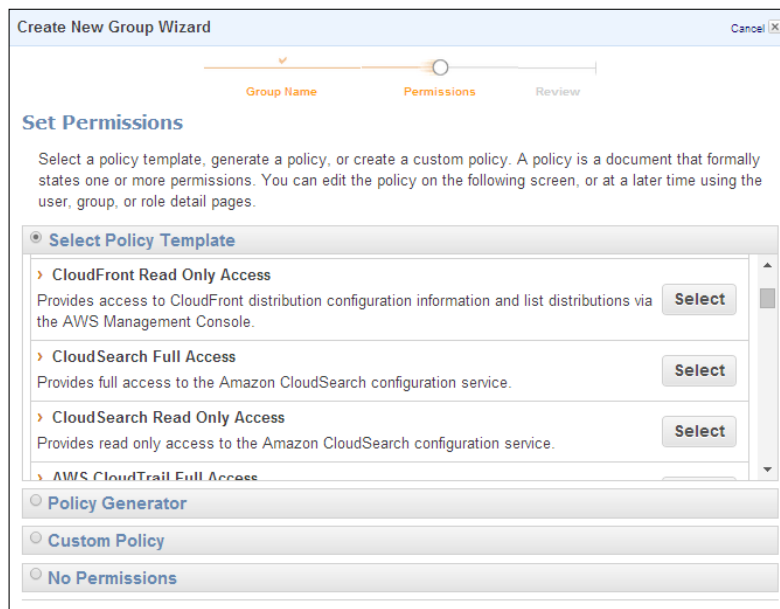 Create New Group Wizard
Cancel
Group Name
Permissions
Review
Set Permissions
Select a policy template, generate a policy, or create a custom policy. A policy is a document that formally
states one or more permissions. You can edit the policy on the following screen, or at a later time using the
user, group, or role detail pages.
Select Policy Template
CloudFront Read Only Access
Provides access to CloudFront distribution configuration information and list distributions via
the AWS Management Console.
Select
CloudSearch Full Access
Provides full access to the Amazon CloudSearch configuration service.
Select
CloudSearch Read Only Access
Provides read only access to the Amazon CloudSearch configuration service.
Select
AWS CloudTrail Full Access
Policy Generator
Custom Policy
No Permissions